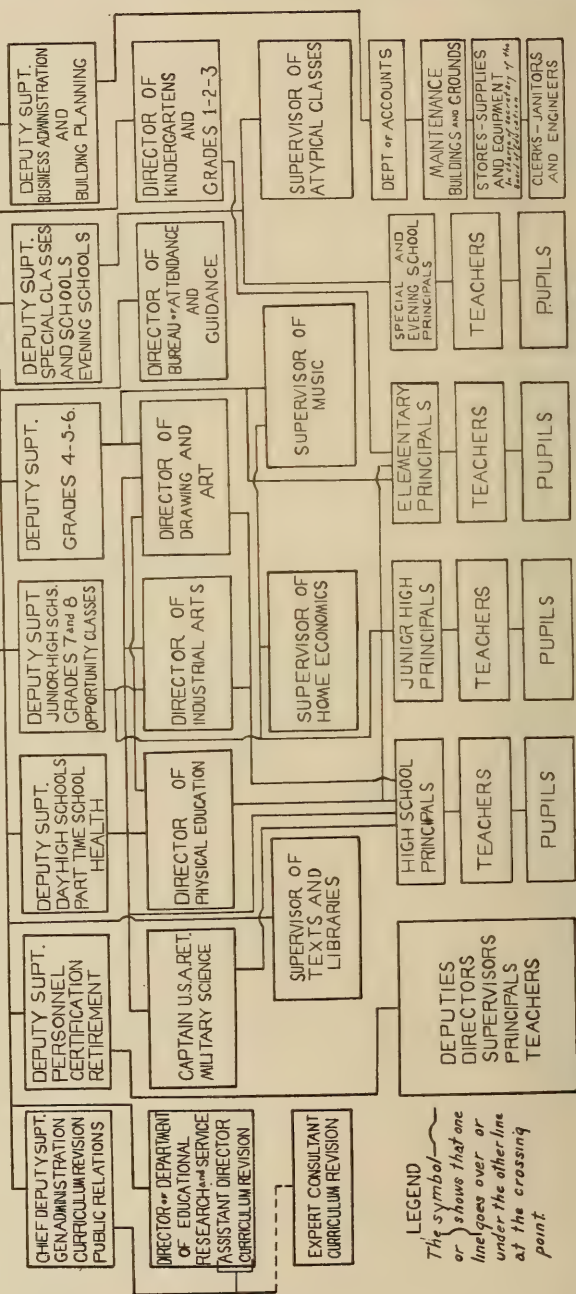 CHIEF DEPUTY SUPT.
GEN. ADMINISTRATION
CURRICULUM REVISION
PUBLIC RELATIONS
DEPUTY SUPT.
PERSONNEL
CERTIFICATION
RETIREMENT
DEPUTY SUPT.
DAY HIGH SCHOOLS
PART TIME SCHOOL
HEALTH
DEPUTY SUPT
JUNIOR HIGH SCHS.
GRADES 7 and 8
OPPORTUNITY CLASSES
DEPUTY SUPT.
GRADES 4-5-6.
DEPUTY SUPT.
SPECIAL CLASSES
AND SCHOOLS
EVENING SCHOOLS
DEPUTY SUPT.
BUSINESS ADMINISTRATION
AND
BUILDING PLANNING
DIRECTOR OF DEPARTMENT
OF EDUCATIONAL
RESEARCH and SERVICE
ASSISTANT DIRECTOR
CURRICULUM REVISION
CAPTAIN U.S.A. RET.
MILITARY SCIENCE
DIRECTOR OF
PHYSICAL EDUCATION
DIRECTOR OF
INDUSTRIAL ARTS
DIRECTOR OF
DRAWING AND
ART
DIRECTOR OF
BUREAU OF ATTENDANCE
AND
GUIDANCE
DIRECTOR OF
KINDERGARTENS
AND
GRADES 1-2-3
EXPERT CONSULTANT
CURRICULUM REVISION
SUPERVISOR OF
TEXTS AND
LIBRARIES
SUPERVISOR OF
HOME ECONOMICS
SUPERVISOR OF
MUSIC
SUPERVISOR OF
ATYPICAL CLASSES
DEPUTIES
DIRECTORS
SUPERVISORS
PRINCIPALS
TEACHERS
HIGH SCHOOL
PRINCIPALS
TEACHERS
PUPILS
JUNIOR HIGH
PRINCIPALS
TEACHERS
PUPILS
ELEMENTARY
PRINCIPALS
TEACHERS
PUPILS
SPECIAL AND
EVENING SCHOOL
PRINCIPALS
TEACHERS
PUPILS
DEPT OF ACCOUNTS
MAINTENANCE
BUILDINGS AND GROUNDS
STORES-SUPPLIES
AND EQUIPMENT
In charge of secretary of the
board of education
CLERKS-JANITORS
AND ENGINEERS
LEGEND
The symbol
or ) shows that one
line goes over or
under the other line
at the crossing
point.